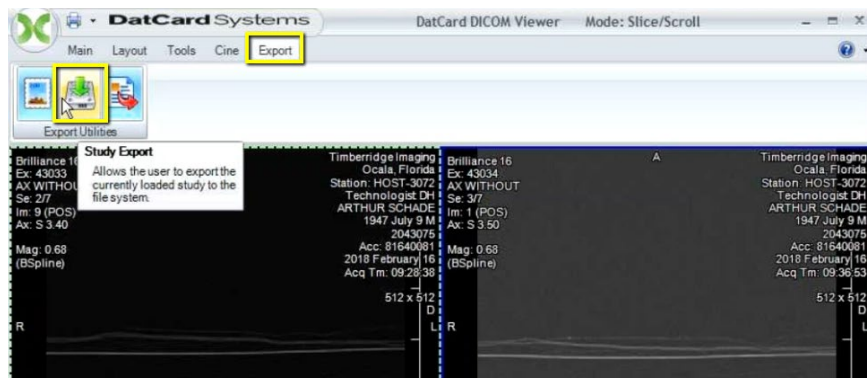 DatCard Systems
DatCard DICOM Viewer Mode: Slice/Scroll
Main Layout Tools Cine Export
Export Utilities
Study Export
Allows the user to export the
currently loaded study to the
file system.
Brilliance 16
Ex: 43033
AX WITHOU
Se: 2/7
Im: 9 (POS)
Ax: S 3.40
Mag: 0.68
(BSpline)
R
Timberridge Imaging
Ocala, Florida
Station: HOST-3072
Technologist DH
ARTHUR SCHADE
1947 July 9 M
2043075
Acc: 81640081
2018 February 16
Acq Tm: 09:28:38
512 x 512
D
L
Brilliance 16
Ex: 43034
AX WITHOUT
Se: 3/7
Im: 1 (POS)
Ax: S 3.50
Mag: 0.68
(BSpline)
R
A
Timberridge Imaging
Ocala, Florida
Station: HOST-3072
Technologist DH
ARTHUR SCHADE
1947 July 9 M
2043075
Acc: 81640081
2018 February 16
Acq Tm: 09:36:53
512 x 512
D
L